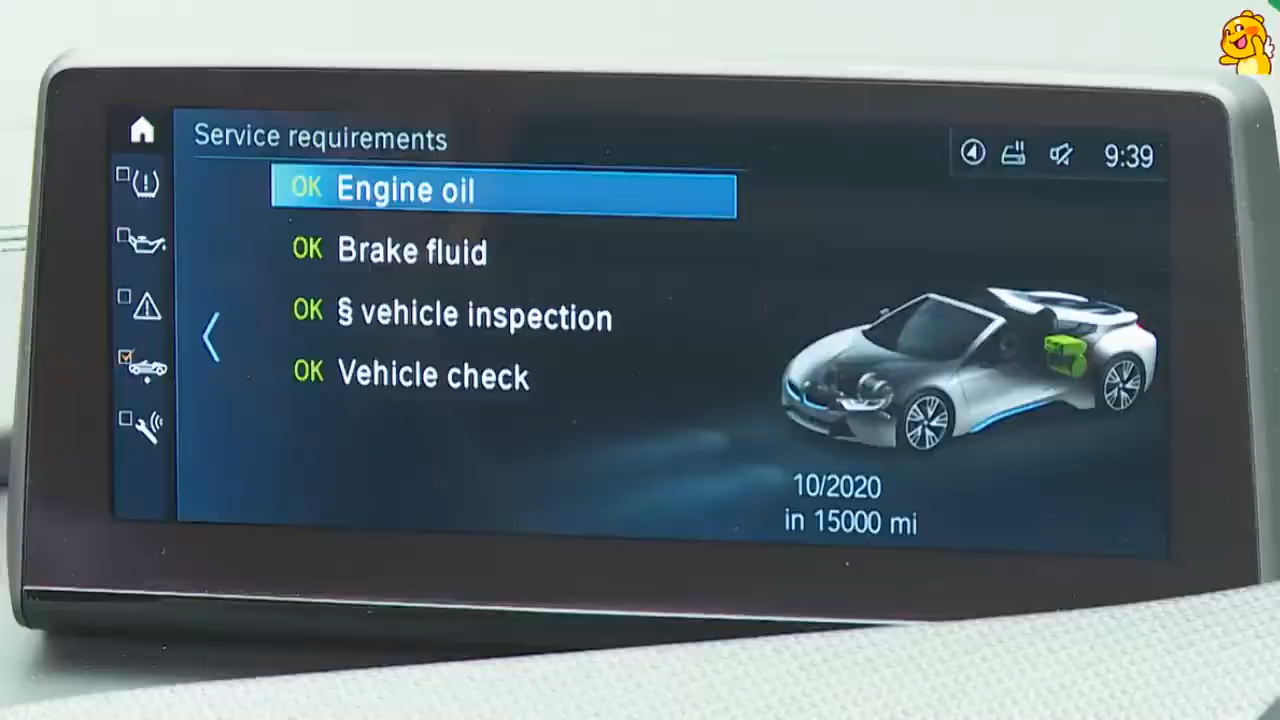 Service requirements
9:39
OK Engine oil
OK Brake fluid
OK § vehicle inspection
OK Vehicle check
10/2020
in 15000 mi